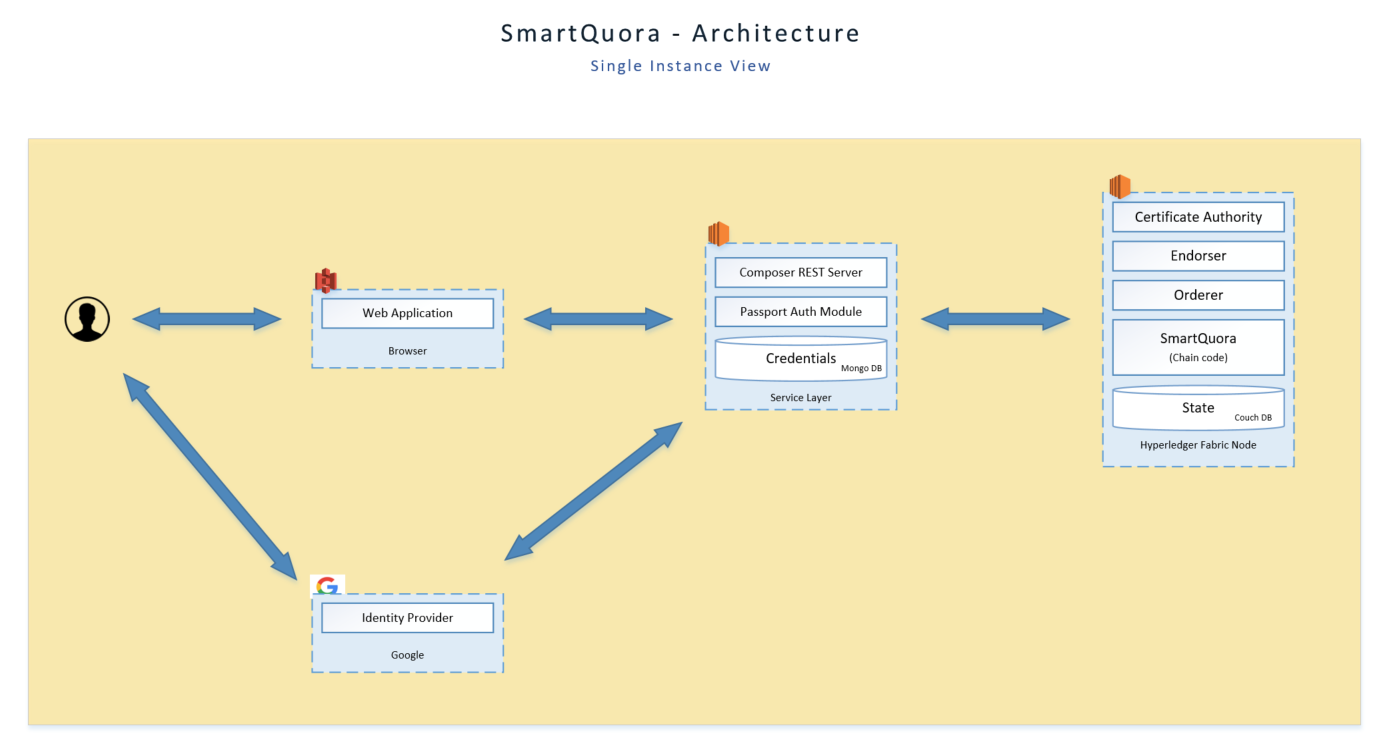 SmartQuora - Architecture
Single Instance View
Web Application
Browser
Composer REST Server
Passport Auth Module
Credentials
Mongo DB
Service Layer
Certificate Authority
Endorser
Orderer
SmartQuora
(Chain code)
State
Couch DB
Hyperledger Fabric Node
G
Identity Provider
Google